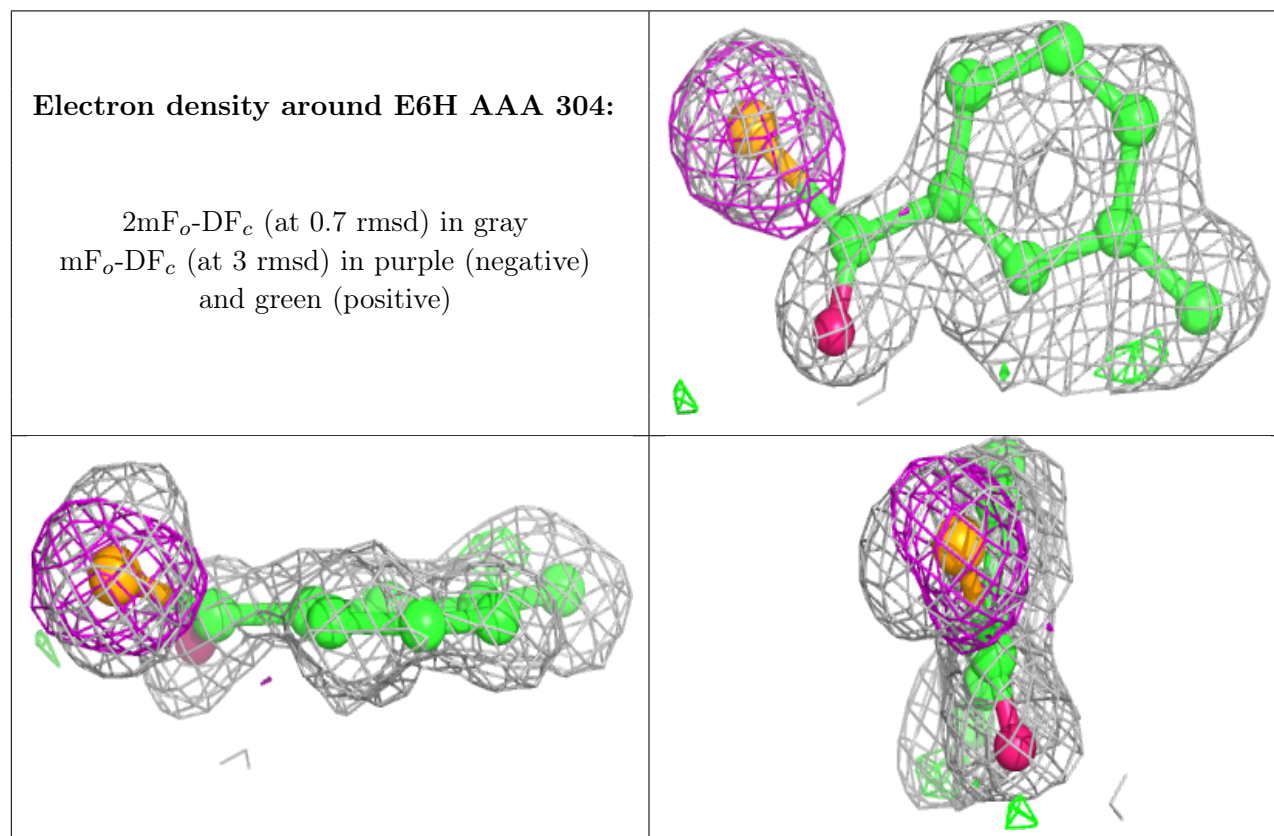 Electron density around E6H AAA 304:
2mFo-DFc (at 0.7 rmsd) in gray
mFo-DFc (at 3 rmsd) in purple (negative)
and green (positive)